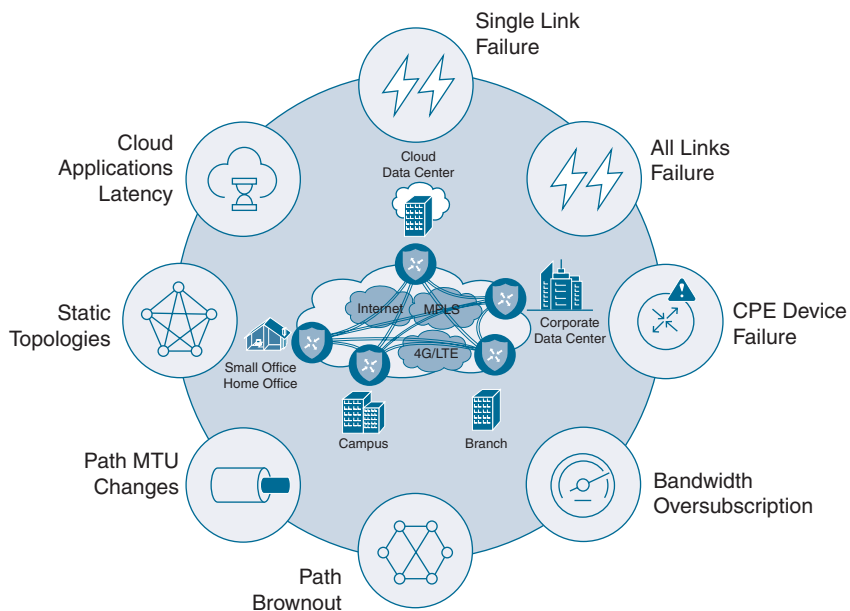 Single Link
Failure
Cloud
Applications
Latency
All Links
Failure
Cloud
Data Center
Static
Topologies
Internet
MPLS
Corporate
Data Center
CPE Device
Failure
4G/LTE
Small Office
Home Office
Campus
Branch
Path MTU
Changes
Bandwidth
Oversubscription
Path
Brownout